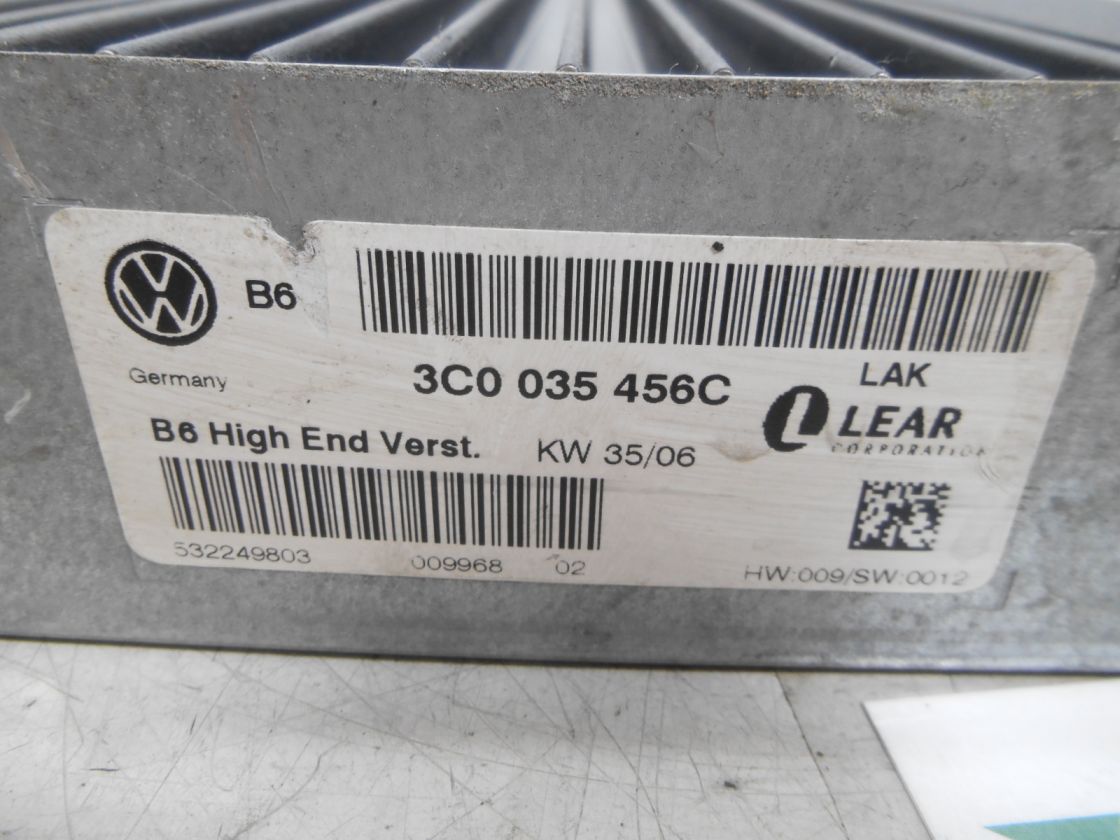 B6
Germany
3C0 035 456C
LAK
LEAR
CORPORATION
B6 High End Verst.
KW 35/06
532249803 009968 02
HW:009/SW:0012